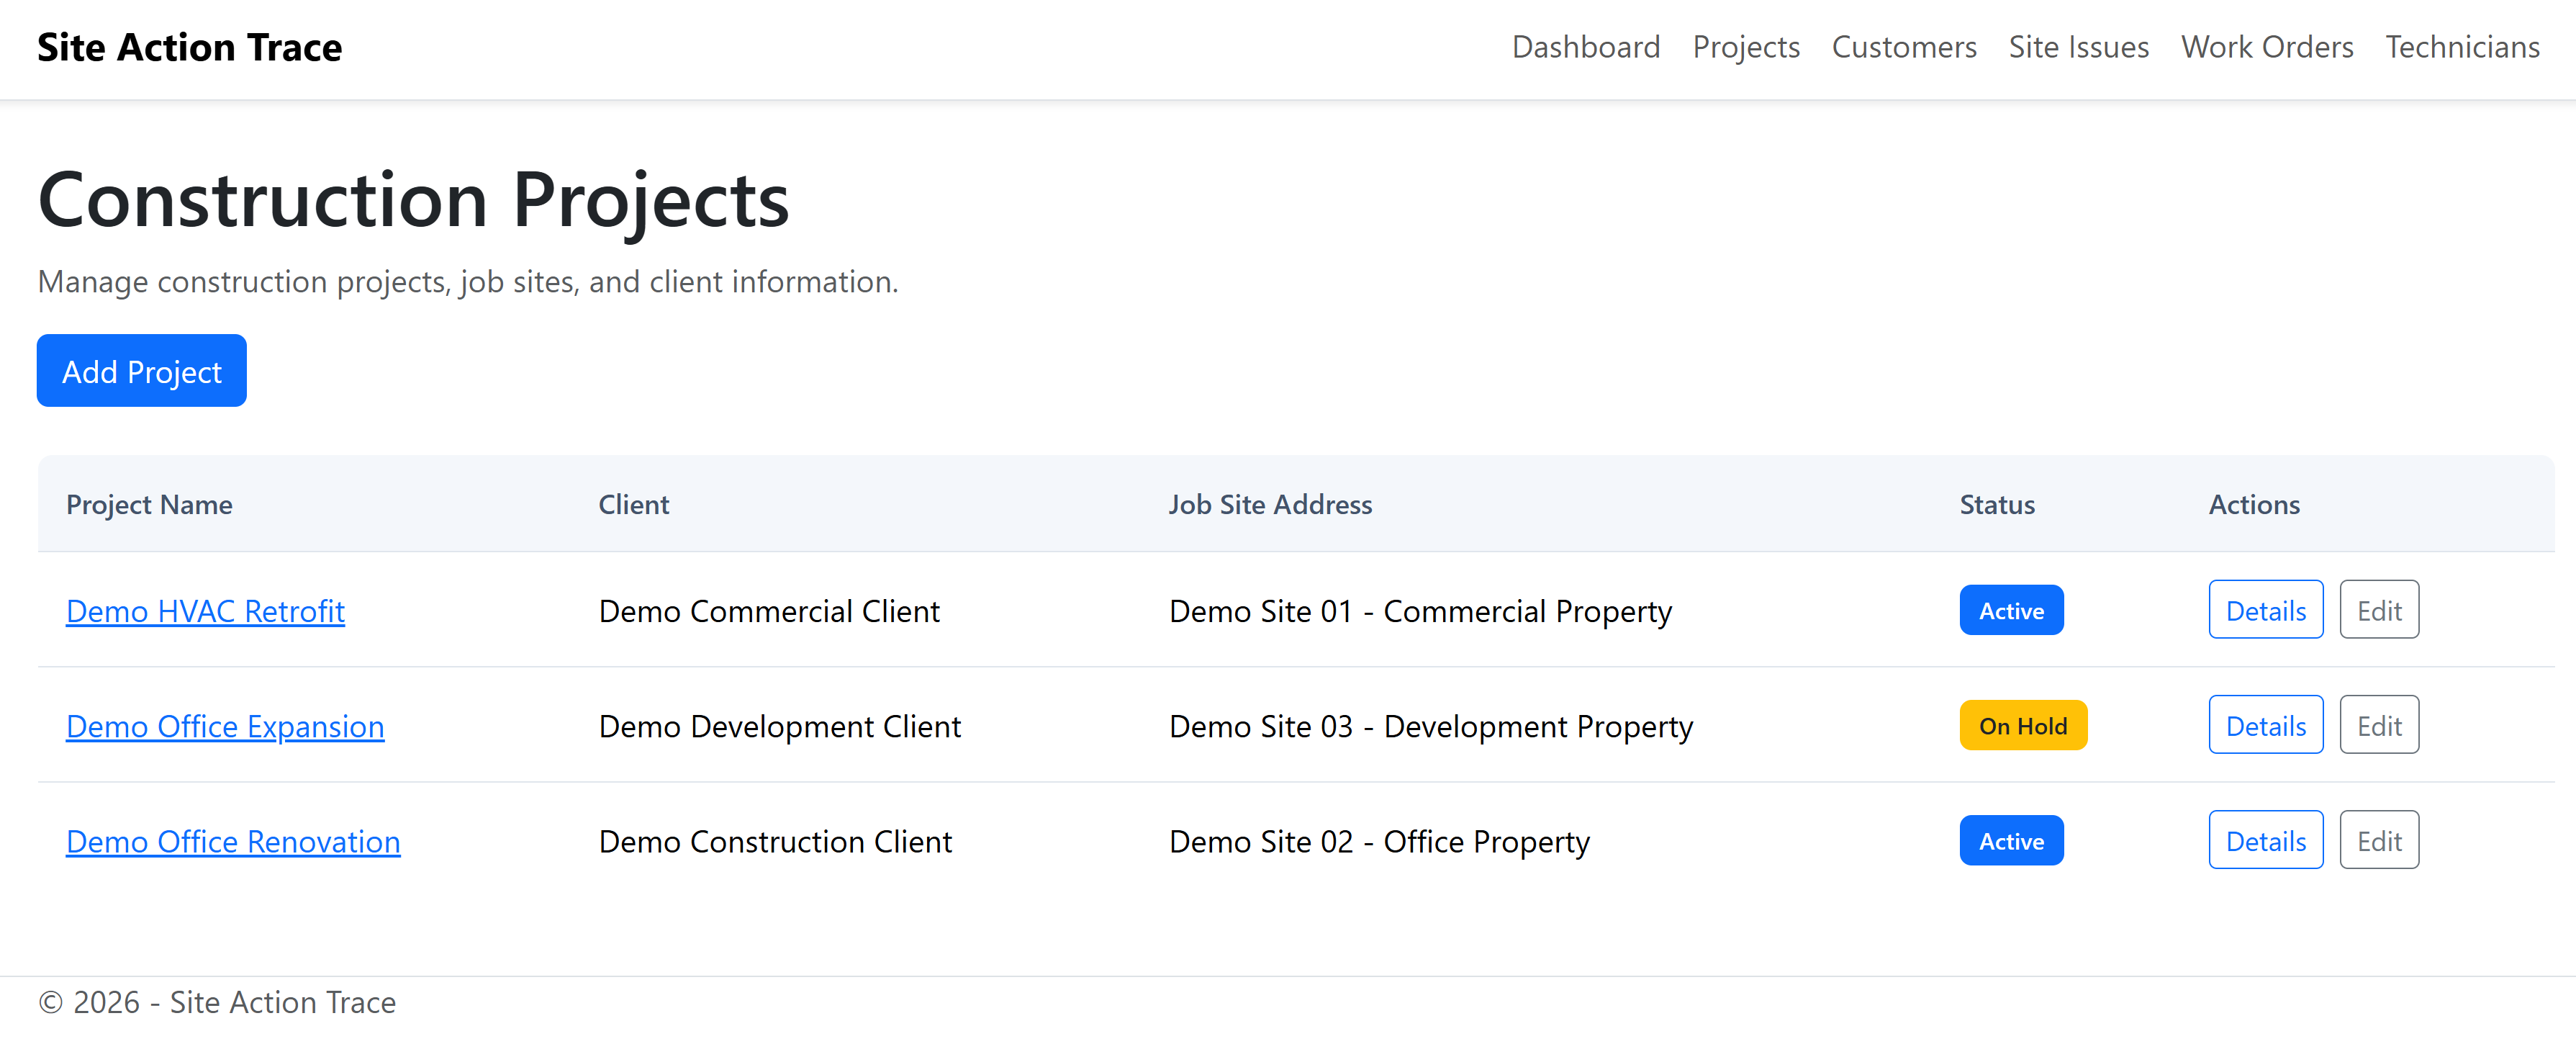 Site Action Trace
Dashboard Projects Customers Site Issues Work Orders Technicians
Construction Projects
Manage construction projects, job sites, and client information.
Add Project
Project Name Client Job Site Address Status Actions
Demo HVAC Retrofit Demo Commercial Client Demo Site 01 - Commercial Property Active Details Edit
Demo Office Expansion Demo Development Client Demo Site 03 - Development Property On Hold Details Edit
Demo Office Renovation Demo Construction Client Demo Site 02 - Office Property Active Details Edit
© 2026 - Site Action Trace